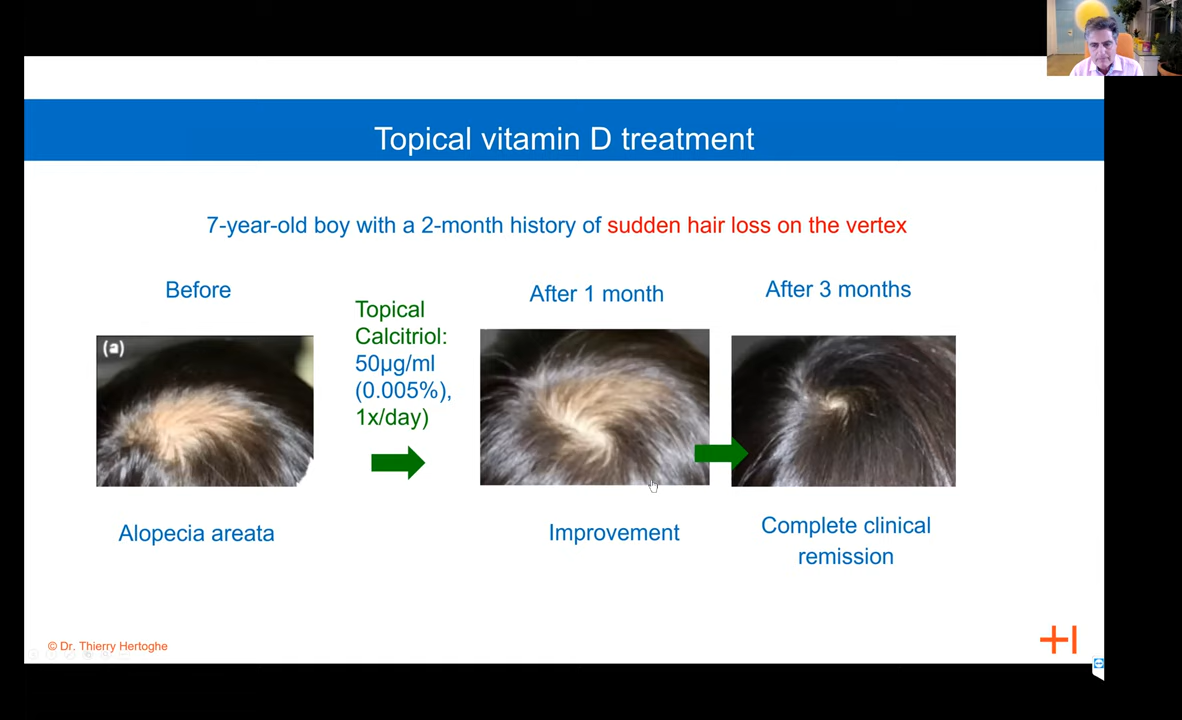 Topical vitamin D treatment
7-year-old boy with a 2-month history of sudden hair loss on the vertex
Before
Topical
Calcitriol:
50µg/ml
(0.005%),
1x/day)
After 1 month
After 3 months
(a)
Alopecia areata
Improvement
Complete clinical
remission
© Dr. Thierry Hertoghe